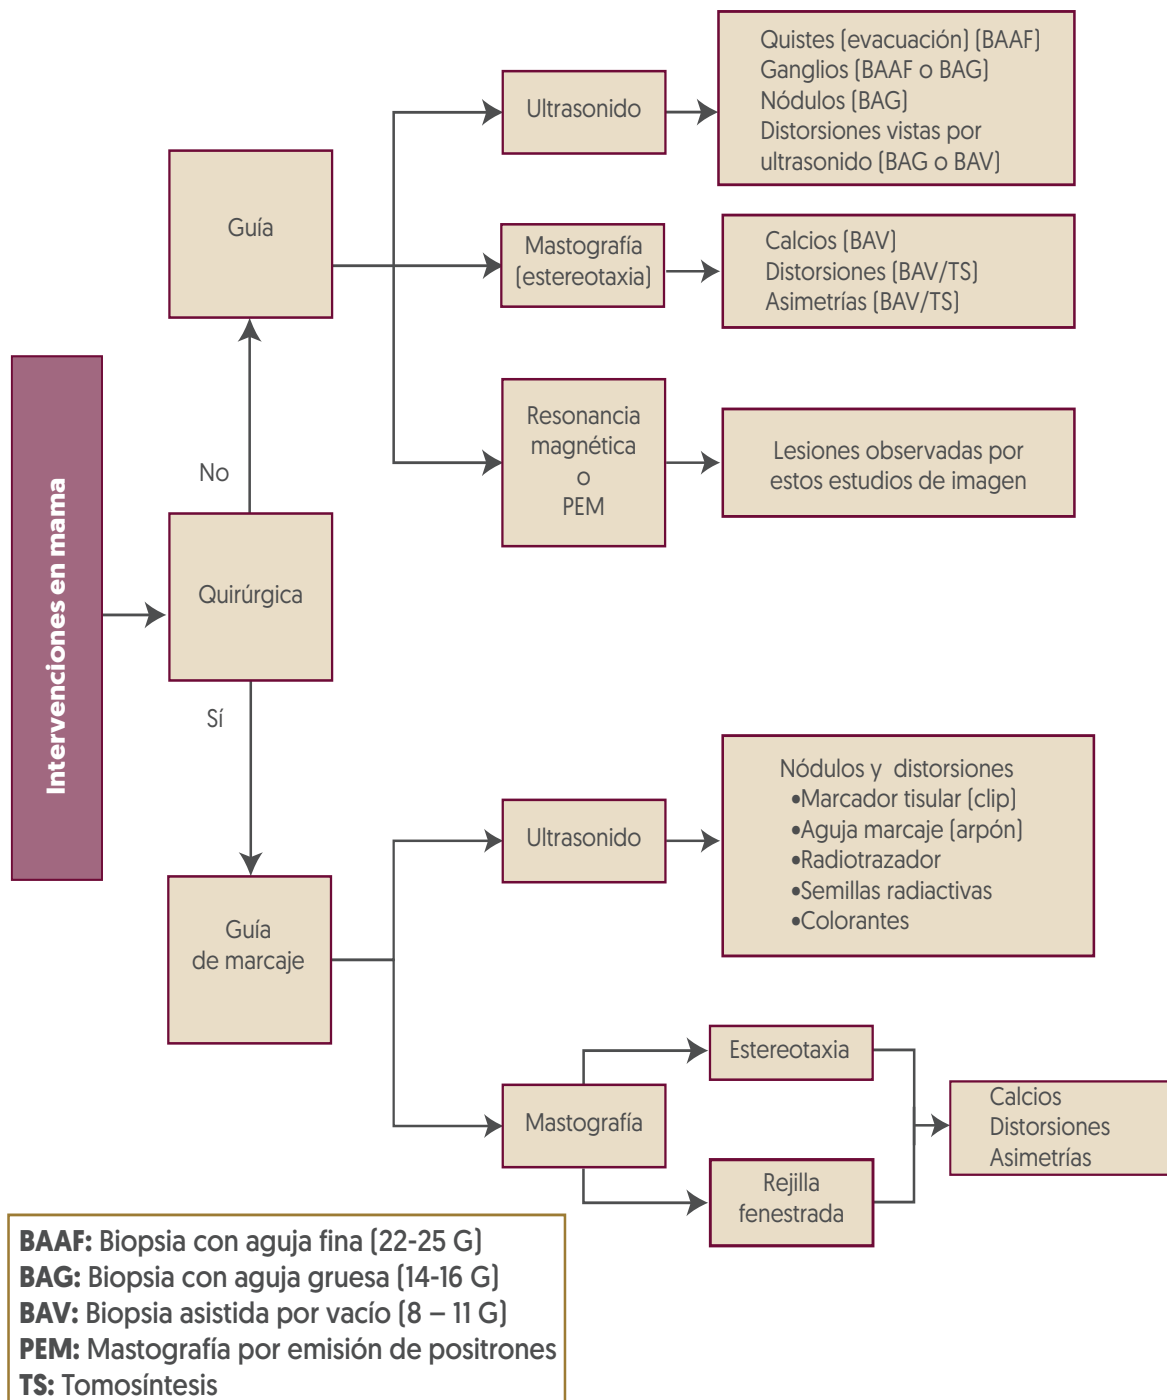 Intervenciones en mama
Quirúrgica
No
Guía
Ultrasonido
Quistes (evacuación) (BAAF)
Ganglios (BAAF o BAG)
Nódulos (BAG)
Distorsiones vistas por
ultrasonido (BAG o BAV)
Mastografía
(estereotaxia)
Calcios (BAV)
Distorsiones (BAV/TS)
Asimetrías (BAV/TS)
Resonancia
magnética
o
PEM
Lesiones observadas por
estos estudios de imagen
Sí
Guía
de marcaje
Ultrasonido
Nódulos y distorsiones
•Marcador tisular (clip)
•Aguja marcaje (arpón)
•Radiotrazador
•Semillas radiactivas
•Colorantes
Mastografía
Estereotaxia
Rejilla
fenestrada
Calcios
Distorsiones
Asimetrías
BAAF: Biopsia con aguja fina (22-25 G)
BAG: Biopsia con aguja gruesa (14-16 G)
BAV: Biopsia asistida por vacío (8 – 11 G)
PEM: Mastografía por emisión de positrones
TS: Tomosíntesis